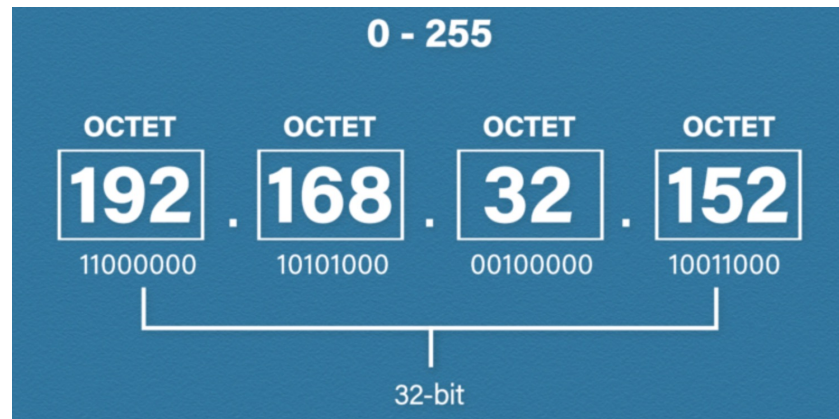 0 - 255
OCTET OCTET OCTET OCTET
192 . 168 . 32 . 152
11000000 10101000 00100000 10011000
32-bit